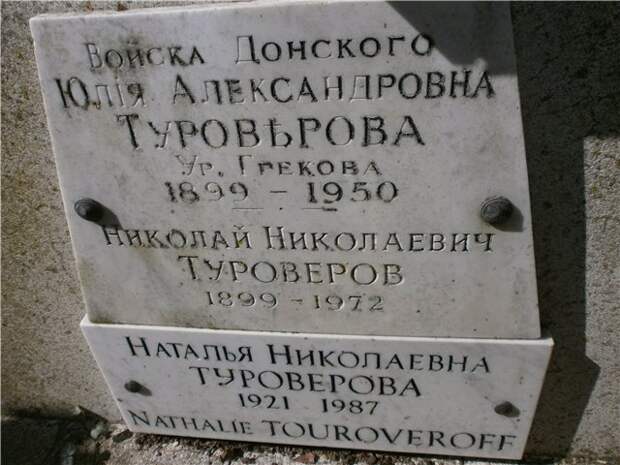 Войска Донского
Юлія Александровна
Туровѣрова
Ур. Грекова
1899 - 1950
Николай Николаевич
Туроверов
1899 - 1972
Наталья Николаевна
Туроверова
1921 1987
Nathalie TOUROVEROFF